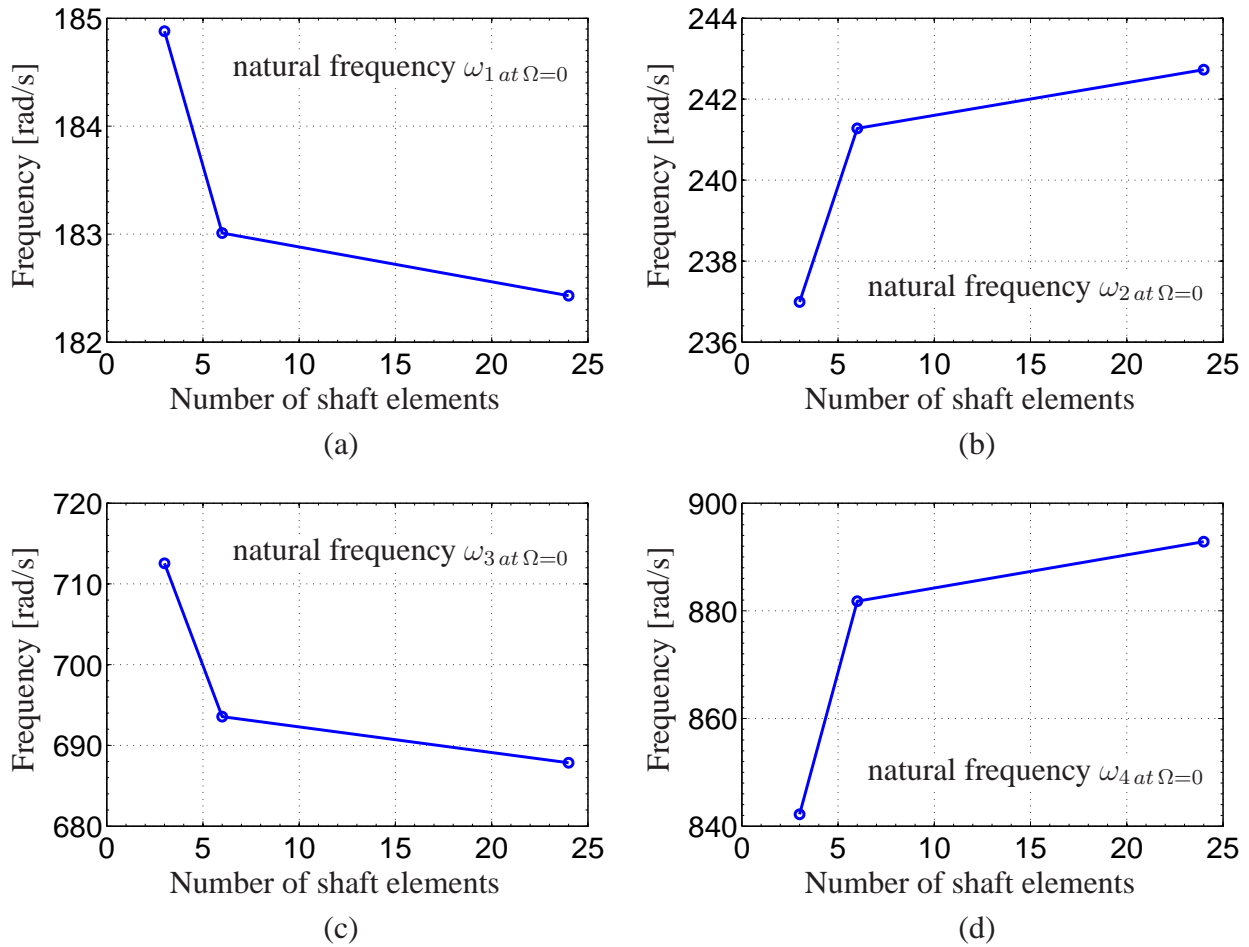 185
184
183
182
0 5 10 15 20 25
Frequency [rad/s]
Number of shaft elements
natural frequency ω1 at Ω=0
(a)
244
242
240
238
236
0 5 10 15 20 25
Frequency [rad/s]
Number of shaft elements
natural frequency ω2 at Ω=0
(b)
720
710
700
690
680
0 5 10 15 20 25
Frequency [rad/s]
Number of shaft elements
natural frequency ω3 at Ω=0
(c)
900
880
860
840
0 5 10 15 20 25
Frequency [rad/s]
Number of shaft elements
natural frequency ω4 at Ω=0
(d)